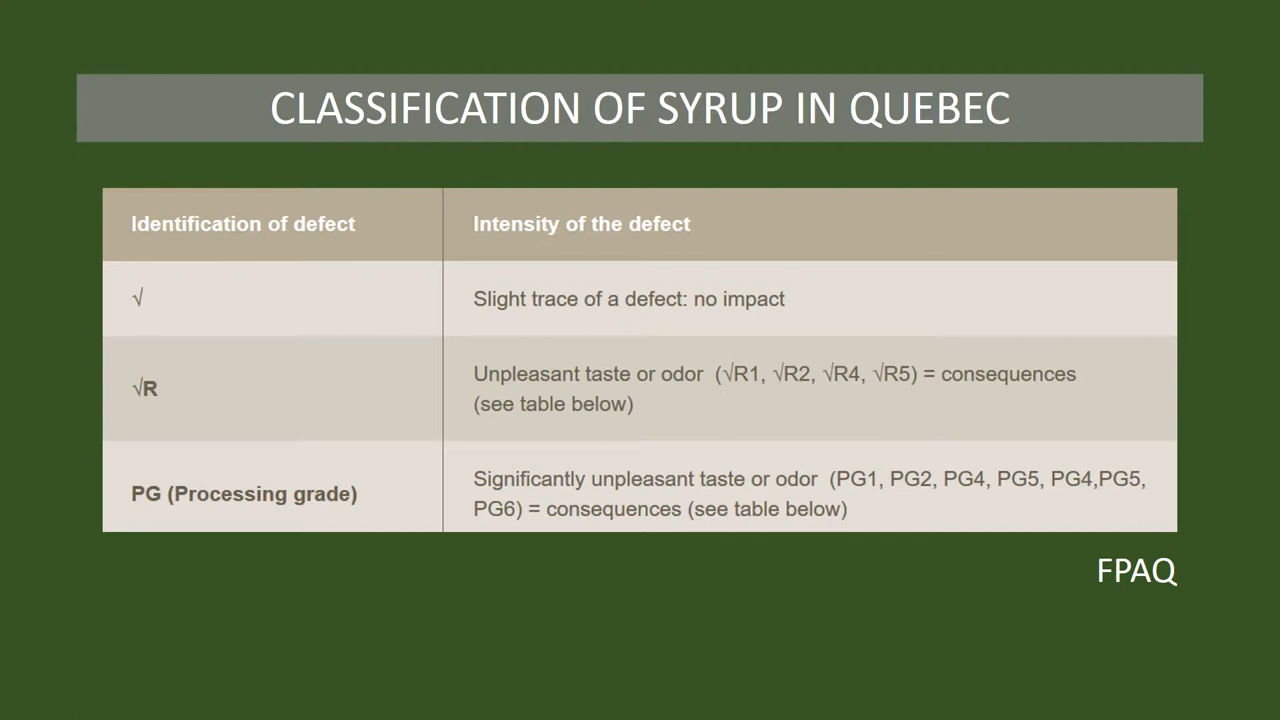 CLASSIFICATION OF SYRUP IN QUEBEC
Identification of defect
Intensity of the defect
√
Slight trace of a defect: no impact
√R
Unpleasant taste or odor (√R1, √R2, √R4, √R5) = consequences
(see table below)
PG (Processing grade)
Significantly unpleasant taste or odor (PG1, PG2, PG4, PG5, PG4,PG5,
PG6) = consequences (see table below)
FPAQ